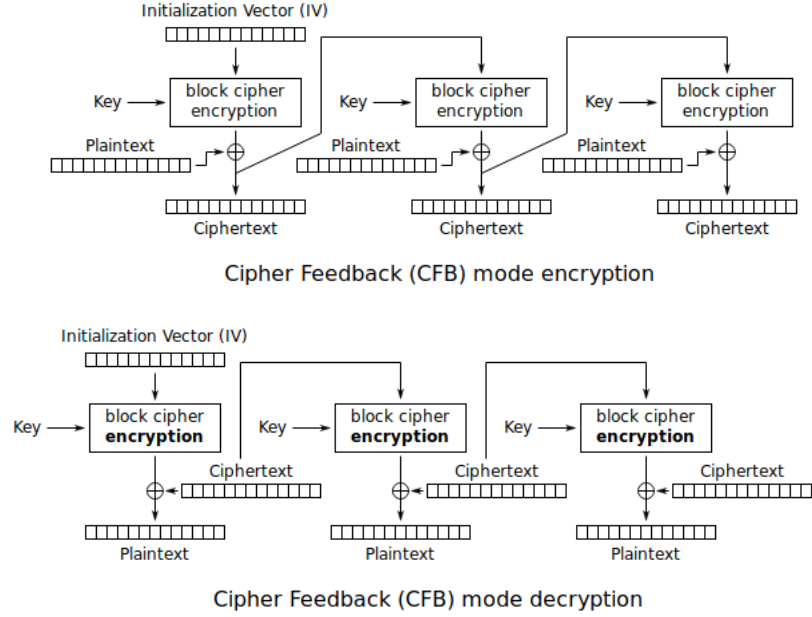 Initialization Vector (IV)
Key
block cipher
encryption
Key
block cipher
encryption
Key
block cipher
encryption
Plaintext
Plaintext
Plaintext
Ciphertext
Ciphertext
Ciphertext
Cipher Feedback (CFB) mode encryption
Initialization Vector (IV)
Key
block cipher
encryption
Key
block cipher
encryption
Key
block cipher
encryption
Ciphertext
Ciphertext
Ciphertext
Plaintext
Plaintext
Plaintext
Cipher Feedback (CFB) mode decryption